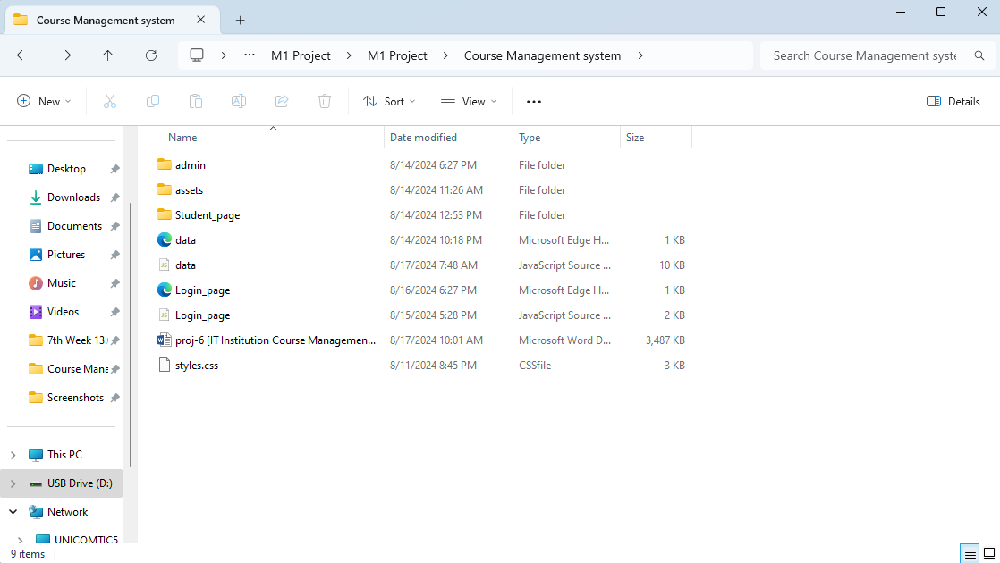 Course Management system
M1 Project M1 Project Course Management system Search Course Management syste
New Sort View Details
Name Date modified Type Size
admin 8/14/2024 6:27 PM File folder
assets 8/14/2024 11:26 AM File folder
Student_page 8/14/2024 12:53 PM File folder
data 8/14/2024 10:18 PM Microsoft Edge H... 1 KB
data 8/17/2024 7:48 AM JavaScript Source ... 10 KB
Login_page 8/16/2024 6:27 PM Microsoft Edge H... 1 KB
Login_page 8/15/2024 5:28 PM JavaScript Source ... 2 KB
proj-6 [IT Institution Course Managemen... 8/17/2024 10:01 AM Microsoft Word D... 3,487 KB
styles.css 8/11/2024 8:45 PM CSSfile 3 KB
Desktop
Downloads
Documents
Pictures
Music
Videos
7th Week 13.
Course Mana
Screenshots
This PC
USB Drive (D:)
Network
UNICOMTIC5
9 items